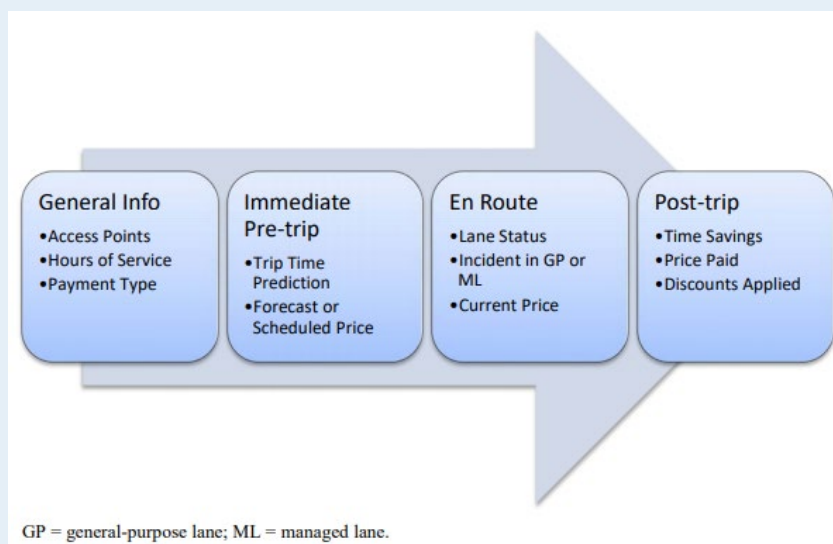 General Info
•Access Points
•Hours of Service
•Payment Type
Immediate
Pre-trip
•Trip Time
Prediction
•Forecast or
Scheduled Price
En Route
•Lane Status
•Incident in GP or
ML
•Current Price
Post-trip
•Time Savings
•Price Paid
•Discounts Applied
GP = general-purpose lane; ML = managed lane.